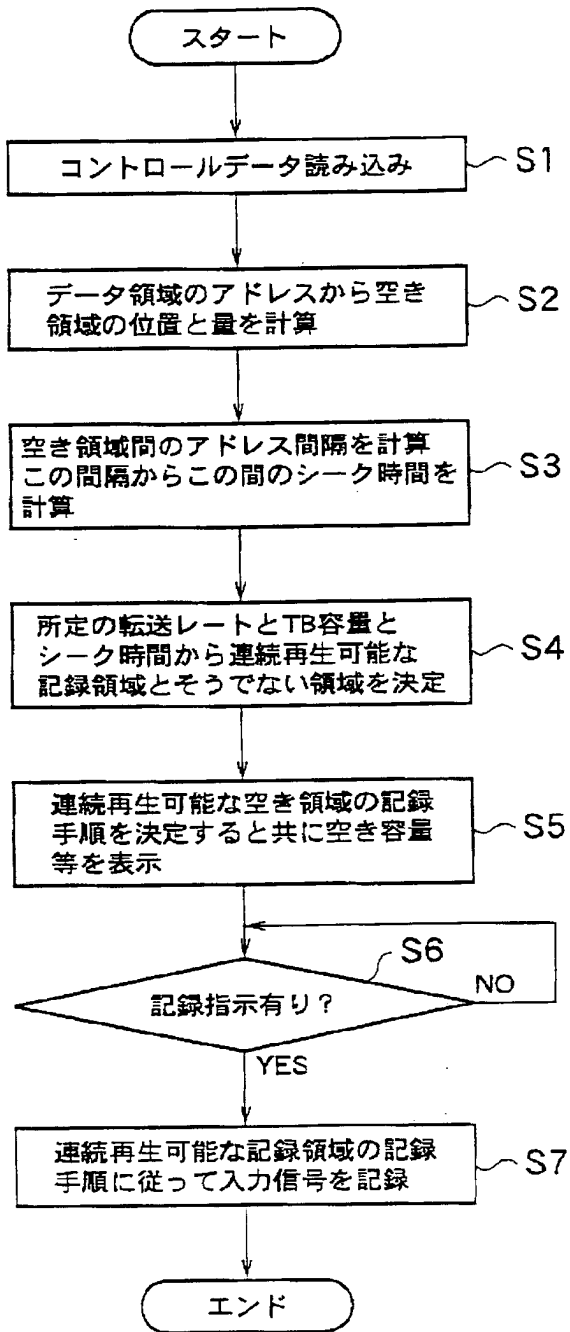 スタート
コントロールデータ読み込み
S1
データ領域のアドレスから空き
領域の位置と量を計算
S2
空き領域間のアドレス間隔を計算
この間隔からこの間のシーク時間を
計算
S3
所定の転送レートとTB容量と
シーク時間から連続再生可能な
記録領域とそうでない領域を決定
S4
連続再生可能な空き領域の記録
手順を決定すると共に空き容量
等を表示
S5
S6
記録指示有り？
NO
YES
連続再生可能な記録領域の記録
手順に従って入力信号を記録
S7
エンド